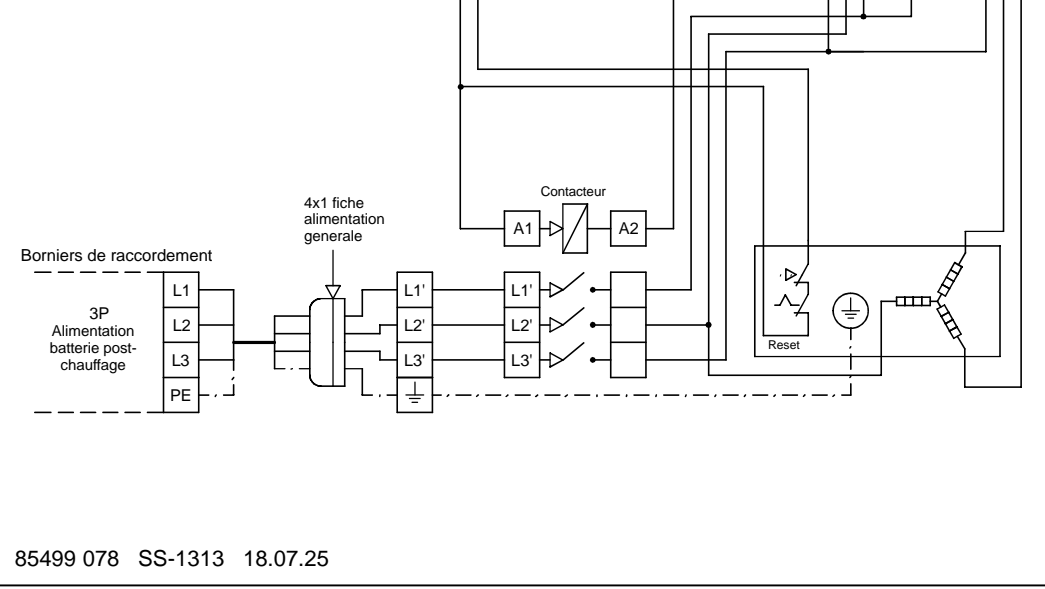 Contacteur
4x1 fiche
alimentation
generale
A1
A2
Borniers de raccordement
L1
L1'
L1'
3P
Alimentation
batterie post-
chauffage
L2
L2'
L2'
L3
L3'
L3'
Reset
PE
85499 078 SS-1313 18.07.25